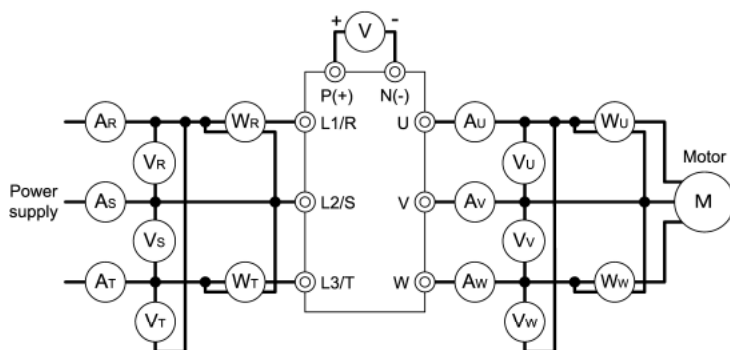 + V -
P(+) N(-)
AR WR L1/R U AU WU
VR VU Motor
Power supply
AS L2/S V AV M
VS VV
AT WT L3/T W AW WW
VT VW